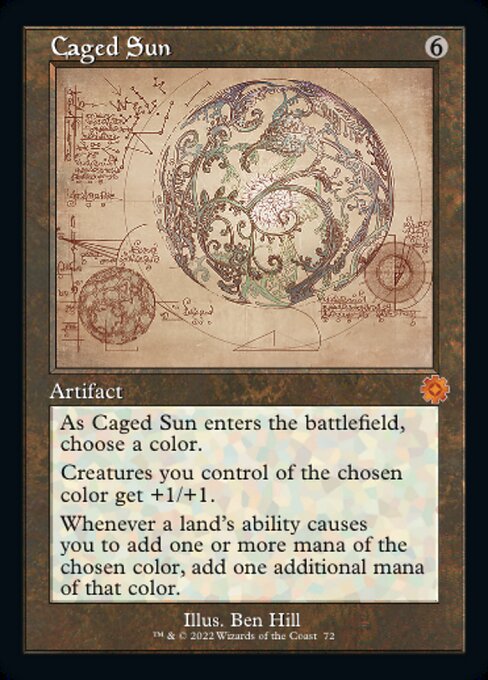 Caged Sun 6
Artifact
As Caged Sun enters the battlefield,
choose a color.
Creatures you control of the chosen
color get +1/+1.
Whenever a land's ability causes
you to add one or more mana of the
chosen color, add one additional mana
of that color.
Illus. Ben Hill
™ & © 2022 Wizards of the Coast 72